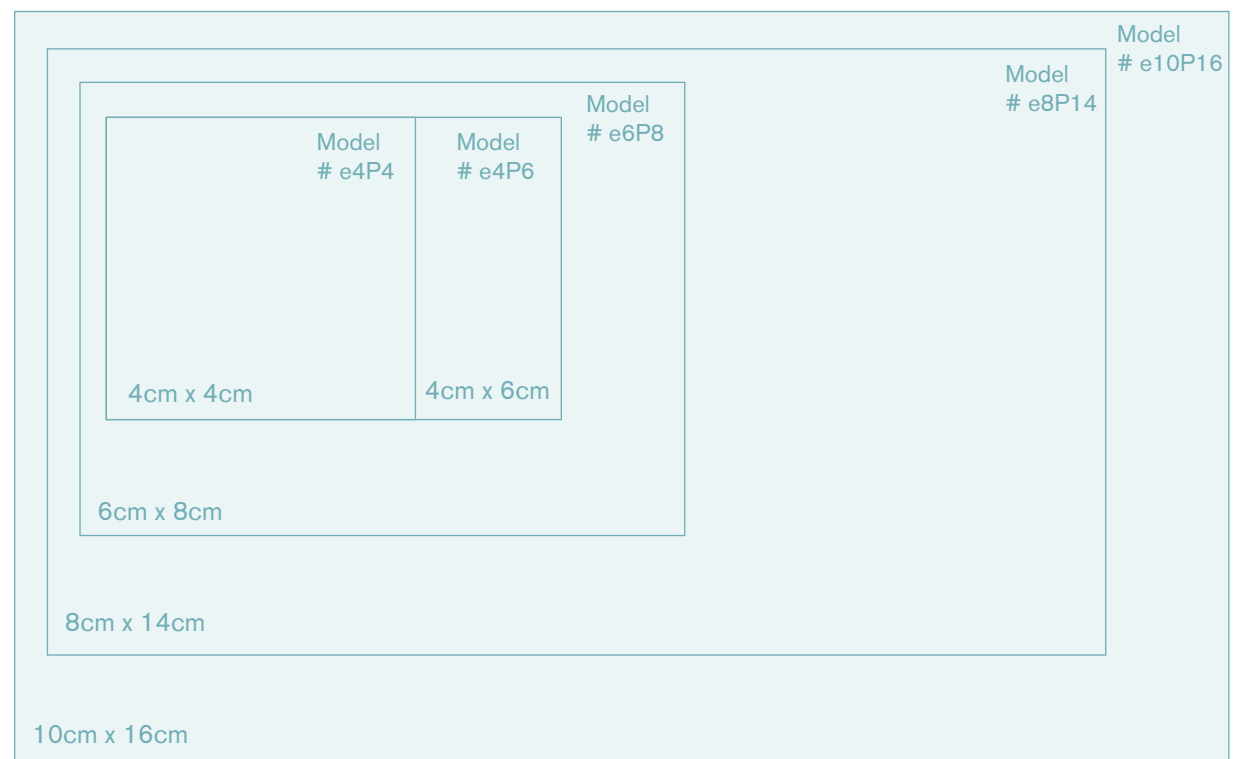 Model
# e10P16
Model
# e8P14
Model
# e6P8
Model
# e4P4
Model
# e4P6
4cm x 4cm
4cm x 6cm
6cm x 8cm
8cm x 14cm
10cm x 16cm